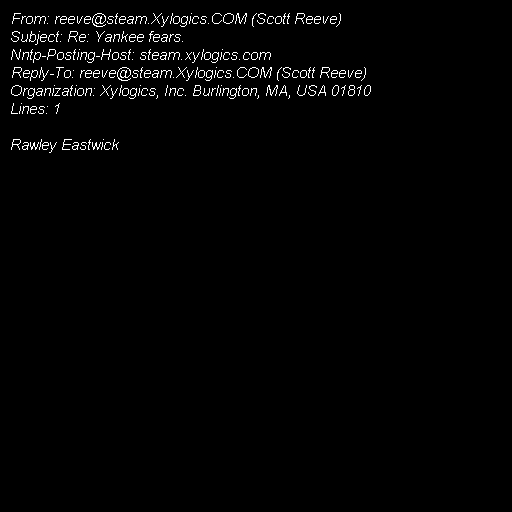 From: reeve@steam.Xylogics.COM (Scott Reeve)
Subject: Re: Yankee fears.
Nntp-Posting-Host: steam.xylogics.com
Reply-To: reeve@steam.Xylogics.COM (Scott Reeve)
Organization: Xylogics, Inc. Burlington, MA, USA 01810
Lines: 1

Rawley Eastwick